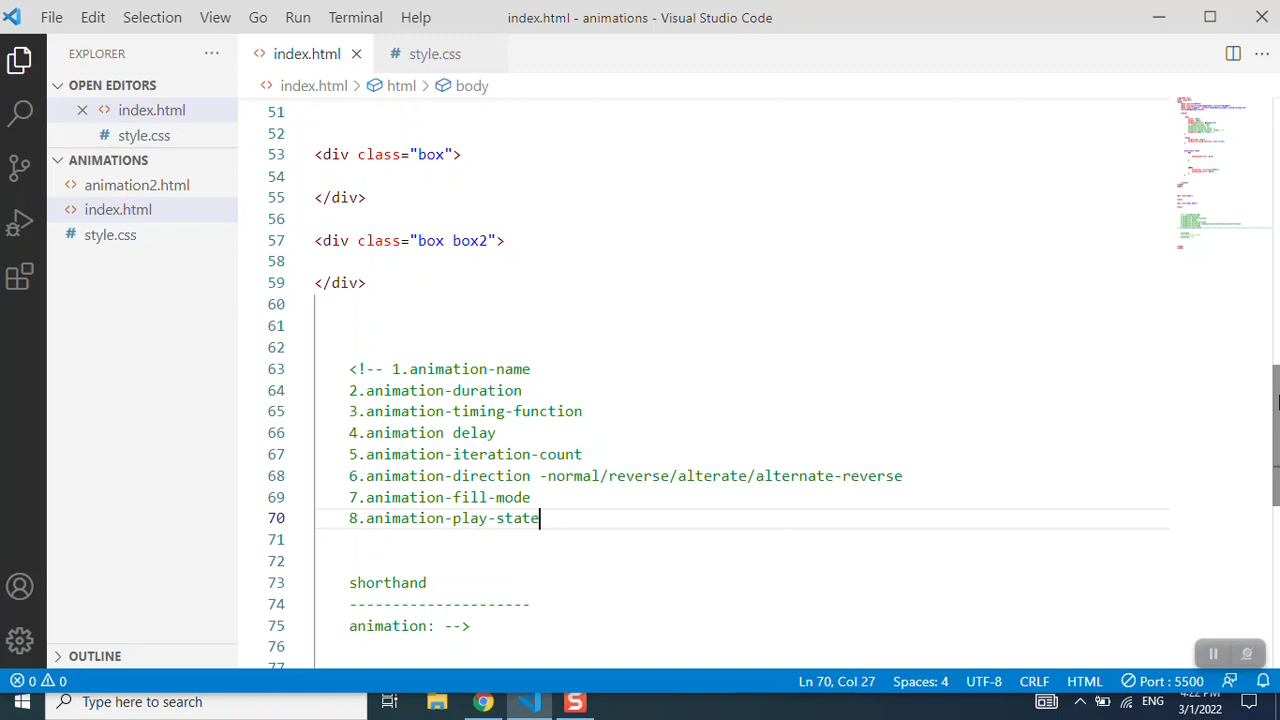 File Edit Selection View Go Run Terminal Help index.html - animations - Visual Studio Code
EXPLORER ··· index.html style.css
OPEN EDITORS index.html > html > body
index.html
style.css
ANIMATIONS
animation2.html
index.html
style.css
OUTLINE
51
52
53 <div class="box">
54
55 </div>
56
57 <div class="box box2">
58
59 </div>
60
61
62
63 <!-- 1.animation-name
64 2.animation-duration
65 3.animation-timing-function
66 4.animation delay
67 5.animation-iteration-count
68 6.animation-direction -normal/reverse/alterate/alternate-reverse
69 7.animation-fill-mode
70 8.animation-play-state
71
72
73 shorthand
74 ---------------------
75 animation: -->
76
77
0 0 Ln 70, Col 27 Spaces: 4 UTF-8 CRLF HTML Port : 5500
Type here to search ENG 4:22 PM
3/1/2022